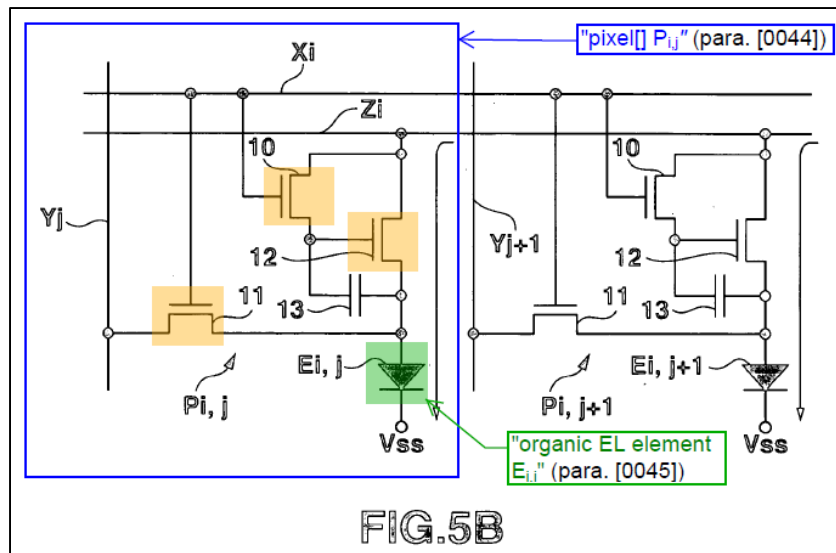 "pixel[] Pi,j" (para. [0044])
Xi
Zi
10
10
Yj
Yj+1
12
12
11
13
11
13
Ei, j
Ei, j+1
Pi, j
Pi, j+1
Vss
Vss
"organic EL element
Ei,i" (para. [0045])
FIG.5B